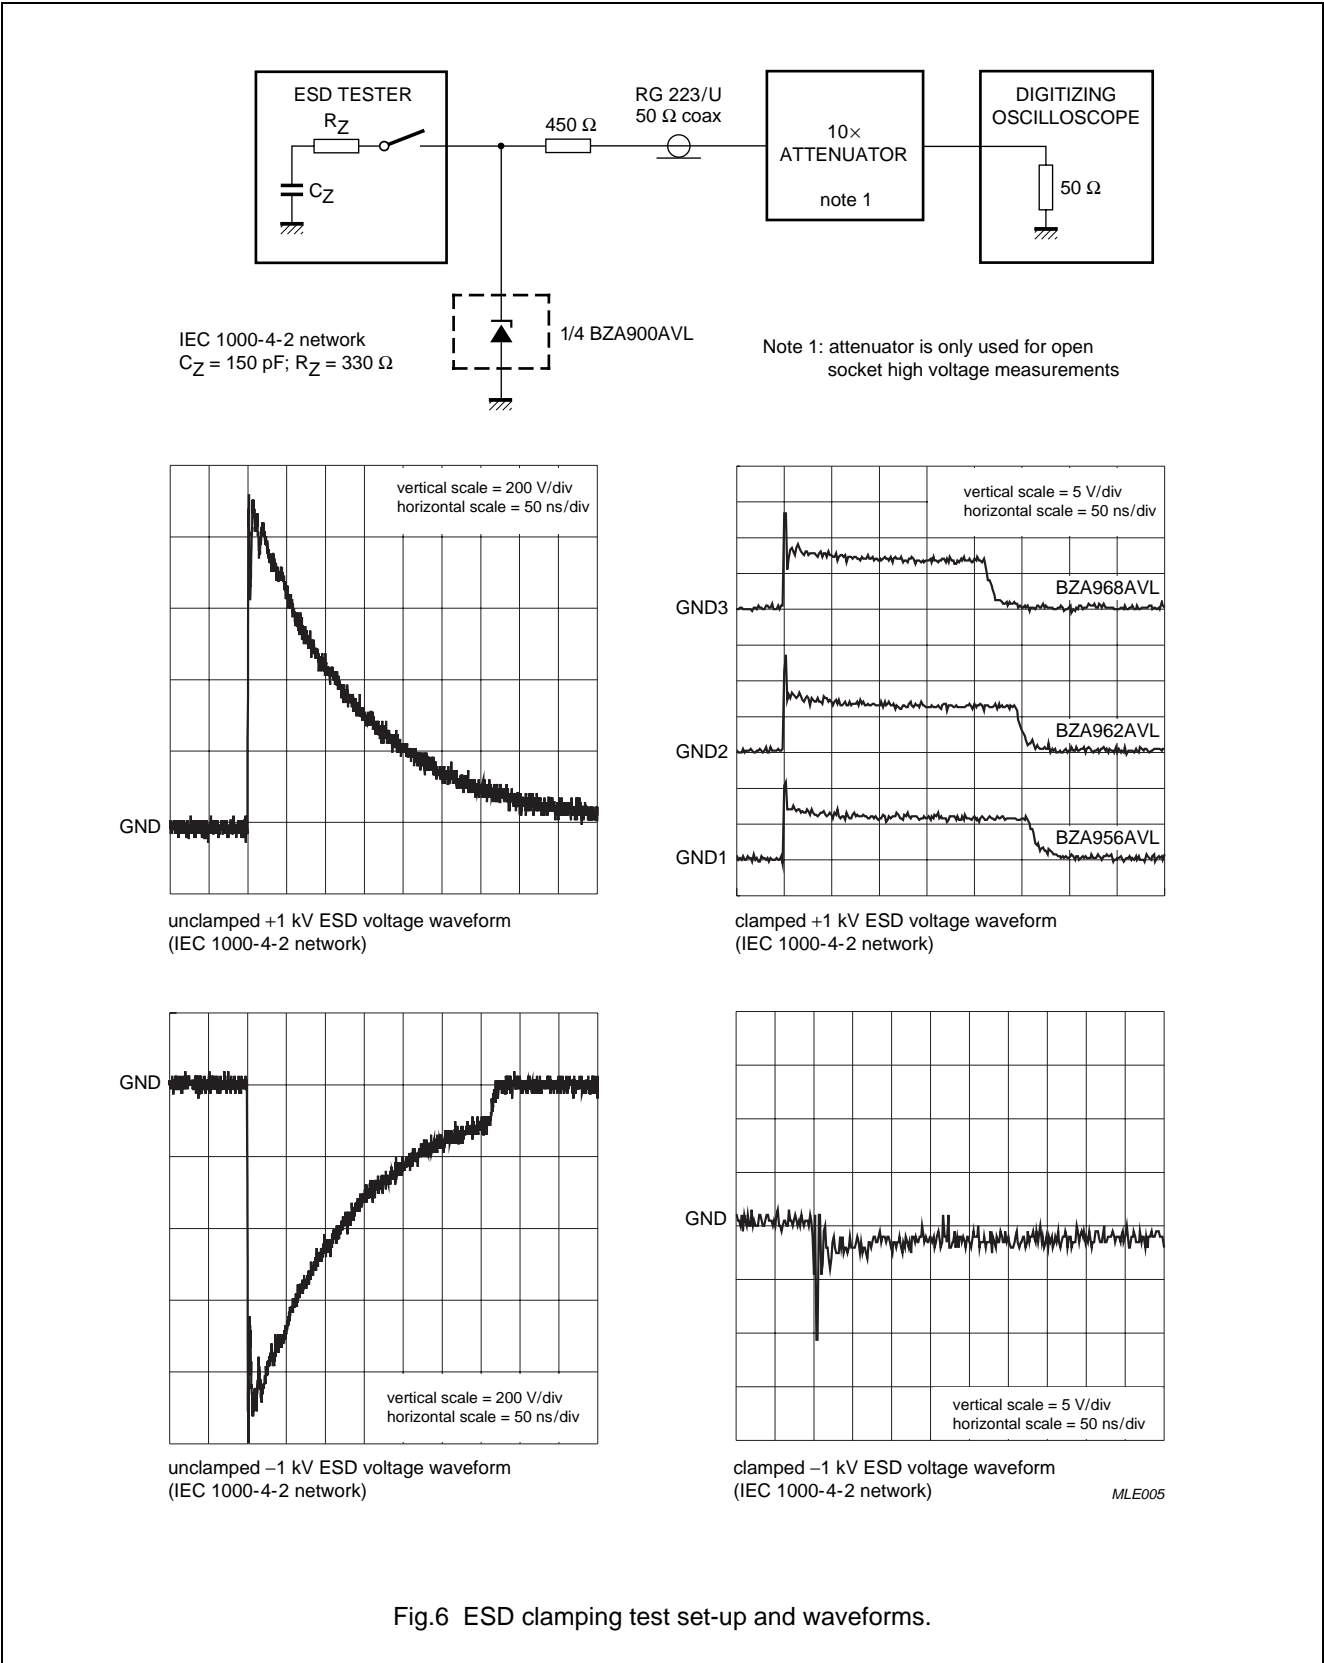 ESD TESTER
RZ
CZ
450 Ω
RG 223/U
50 Ω coax
10×
ATTENUATOR
note 1
DIGITIZING
OSCILLOSCOPE
50 Ω
1/4 BZA900AVL
IEC 1000-4-2 network
CZ = 150 pF; RZ = 330 Ω
Note 1: attenuator is only used for open
socket high voltage measurements
vertical scale = 200 V/div
horizontal scale = 50 ns/div
GND
unclamped +1 kV ESD voltage waveform
(IEC 1000-4-2 network)
vertical scale = 5 V/div
horizontal scale = 50 ns/div
BZA968AVL
GND3
BZA962AVL
GND2
BZA956AVL
GND1
clamped +1 kV ESD voltage waveform
(IEC 1000-4-2 network)
GND
vertical scale = 200 V/div
horizontal scale = 50 ns/div
unclamped −1 kV ESD voltage waveform
(IEC 1000-4-2 network)
GND
vertical scale = 5 V/div
horizontal scale = 50 ns/div
clamped −1 kV ESD voltage waveform
(IEC 1000-4-2 network)
MLE005
Fig.6 ESD clamping test set-up and waveforms.